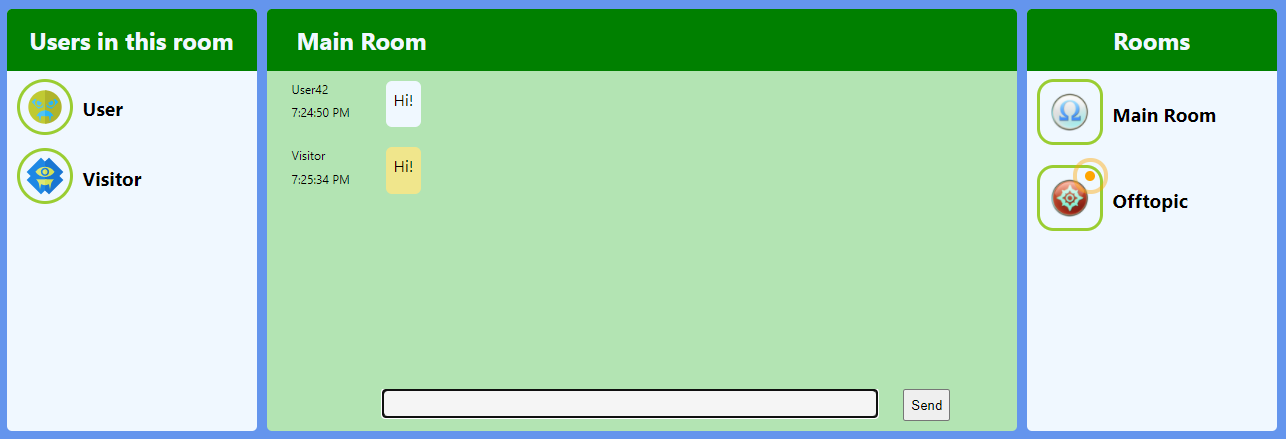 Users in this room
User
Visitor
Main Room
User42
7:24:50 PM
Hi!
Visitor
7:25:34 PM
Hi!
Send
Rooms
Main Room
Offtopic